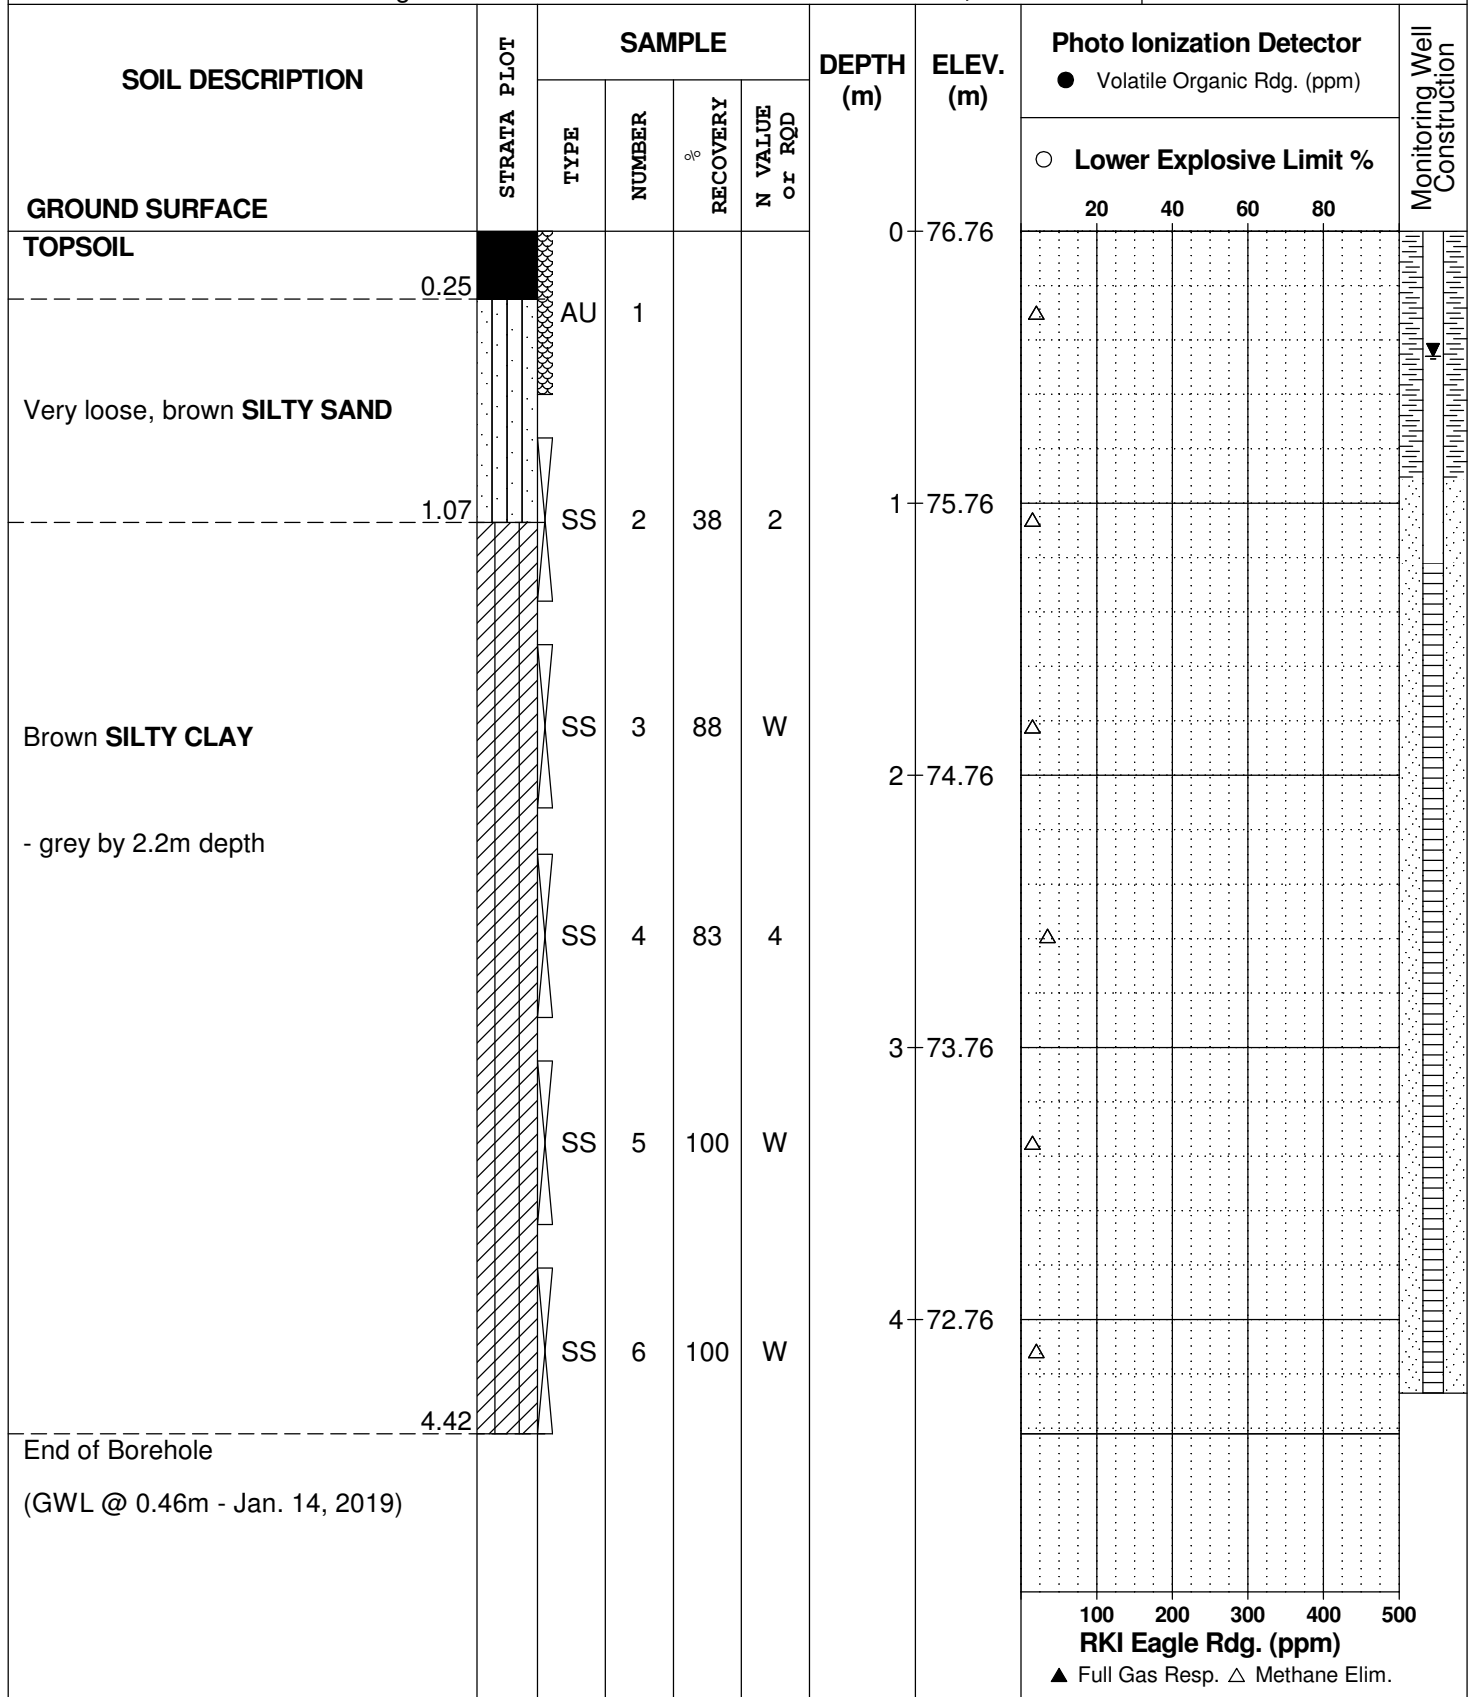 SOIL DESCRIPTION
GROUND SURFACE
STRATA PLOT
SAMPLE
TYPE
NUMBER
%
RECOVERY
N VALUE
or RQD
DEPTH
(m)
ELEV.
(m)
Photo Ionization Detector
● Volatile Organic Rdg. (ppm)
○ Lower Explosive Limit %
20 40 60 80
Monitoring Well
Construction
0 76.76
TOPSOIL
0.25
AU 1
Very loose, brown SILTY SAND
1 75.76
1.07
SS 2 38 2
Brown SILTY CLAY
SS 3 88 W
2 74.76
- grey by 2.2m depth
SS 4 83 4
3 73.76
SS 5 100 W
4 72.76
SS 6 100 W
4.42
End of Borehole
(GWL @ 0.46m - Jan. 14, 2019)
100 200 300 400 500
RKI Eagle Rdg. (ppm)
▲ Full Gas Resp. △ Methane Elim.